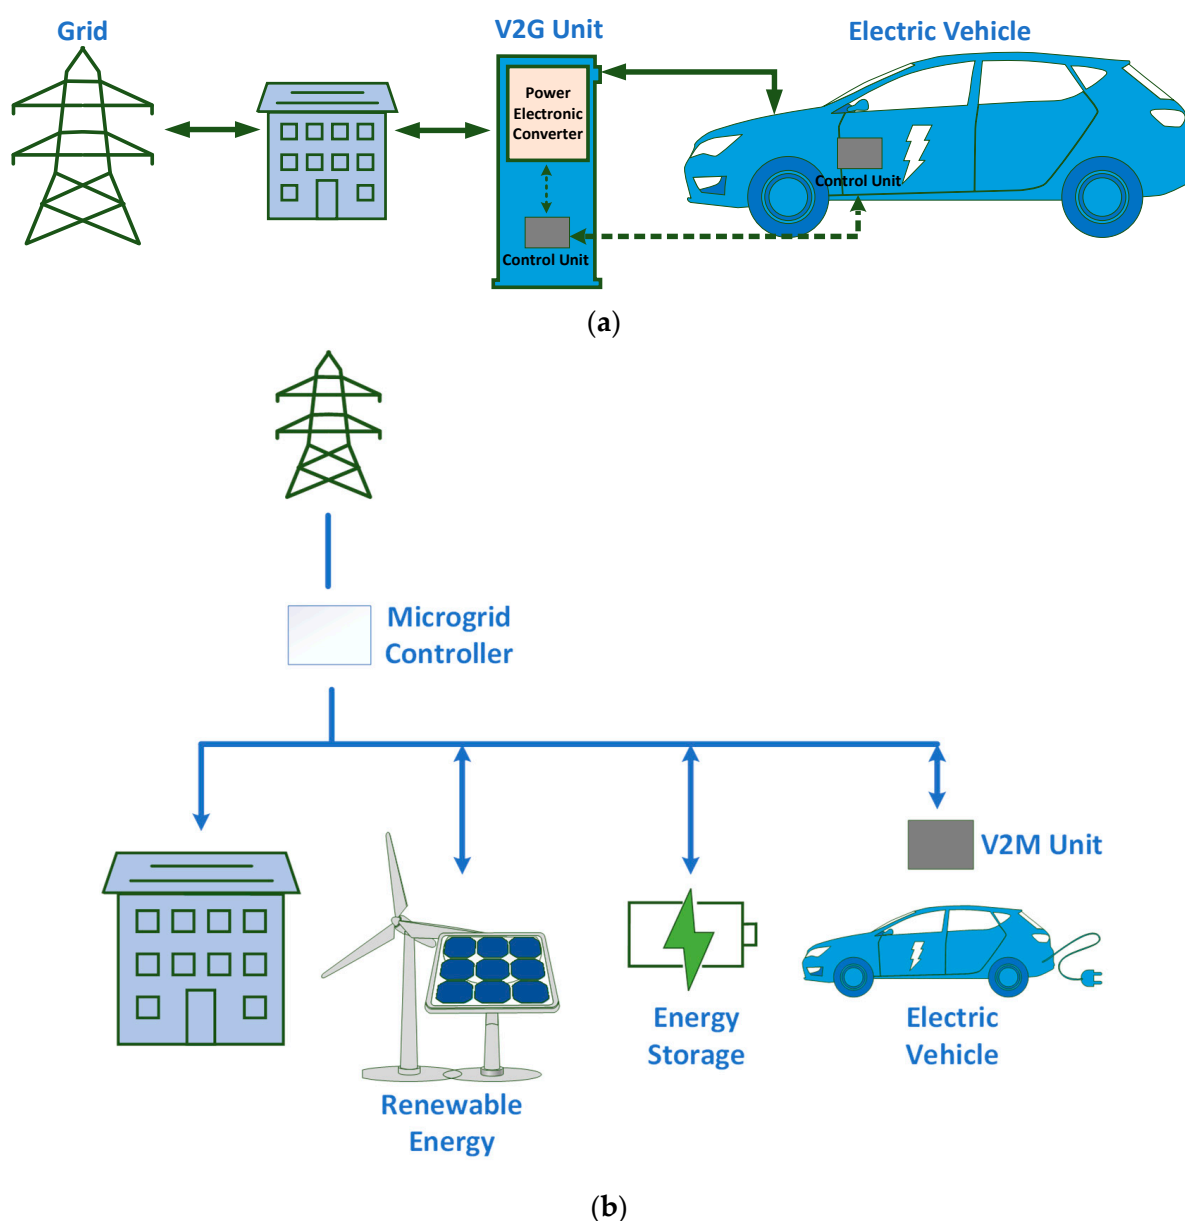 Grid
V2G Unit
Electric Vehicle
Power
Electronic
Converter
Control Unit
Control Unit
(a)
Microgrid
Controller
V2M Unit
Energy
Storage
Electric
Vehicle
Renewable
Energy
(b)